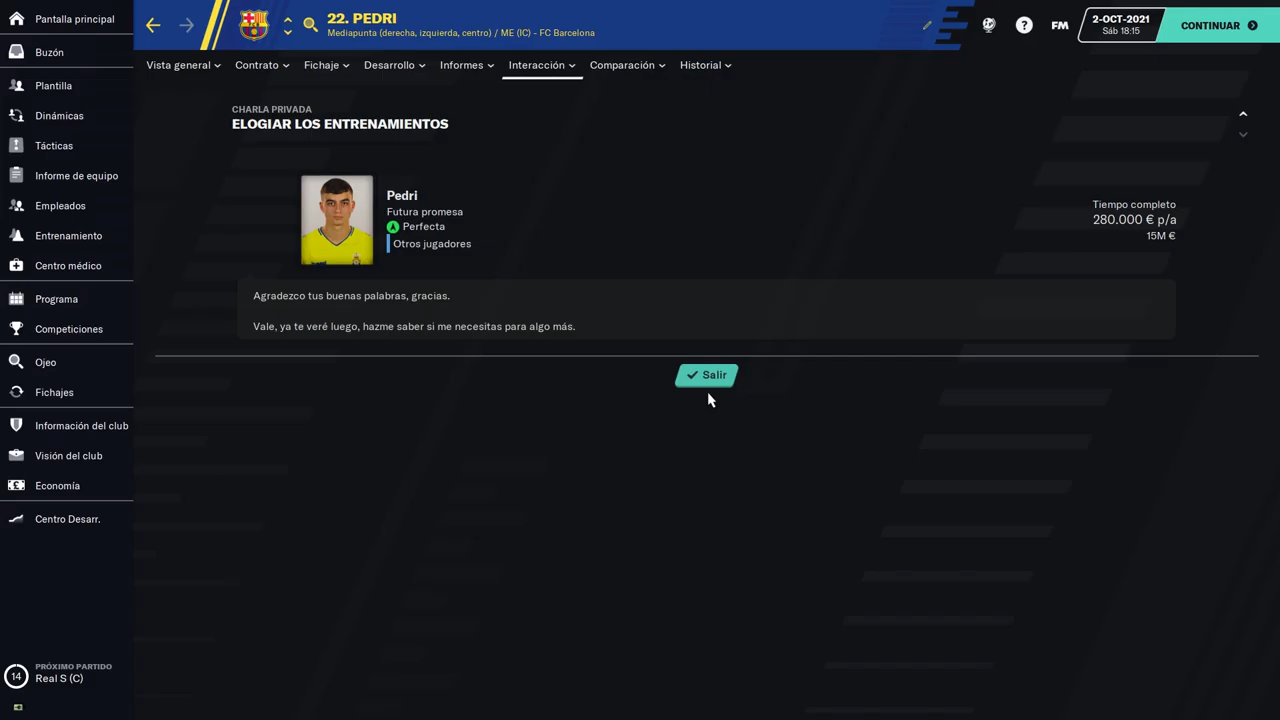 Pantalla principal
22. PEDRI
Mediapunta (derecha, izquierda, centro) / ME (IC) - FC Barcelona
FM
2-OCT-2021
Sáb 18:15
CONTINUAR
Buzón
Plantilla
Dinámicas
Tácticas
Informe de equipo
Empleados
Entrenamiento
Centro médico
Programa
Competiciones
Ojeo
Fichajes
Información del club
Visión del club
Economía
Centro Desarr.
14
PRÓXIMO PARTIDO
Real S (C)
Vista general
Contrato
Fichaje
Desarrollo
Informes
Interacción
Comparación
Historial
CHARLA PRIVADA
ELOGIAR LOS ENTRENAMIENTOS
Pedri
Futura promesa
Perfecta
Otros jugadores
Tiempo completo
280.000 € p/a
15M €
Agradezco tus buenas palabras, gracias.
Vale, ya te veré luego, hazme saber si me necesitas para algo más.
Salir